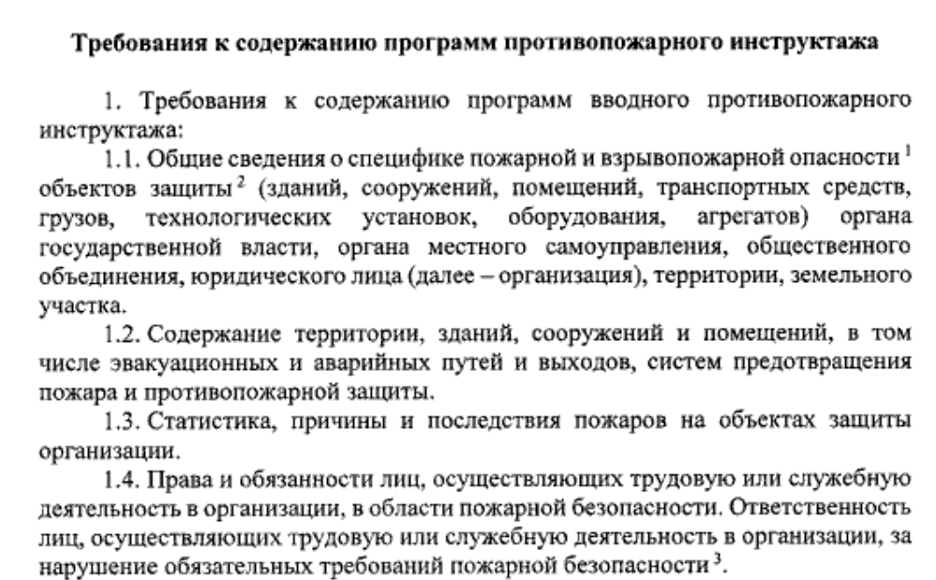 Требования к содержанию программ противопожарного инструктажа
1. Требования к содержанию программ вводного противопожарного
инструктажа:
1.1. Общие сведения о специфике пожарной и взрывопожарной опасности ¹
объектов защиты ² (зданий, сооружений, помещений, транспортных средств,
грузов, технологических установок, оборудования, агрегатов) органа
государственной власти, органа местного самоуправления, общественного
объединения, юридического лица (далее – организация), территории, земельного
участка.
1.2. Содержание территории, зданий, сооружений и помещений, в том
числе эвакуационных и аварийных путей и выходов, систем предотвращения
пожара и противопожарной защиты.
1.3. Статистика, причины и последствия пожаров на объектах защиты
организации.
1.4. Права и обязанности лиц, осуществляющих трудовую или служебную
деятельность в организации, в области пожарной безопасности. Ответственность
лиц, осуществляющих трудовую или служебную деятельность в организации, за
нарушение обязательных требований пожарной безопасности ³.